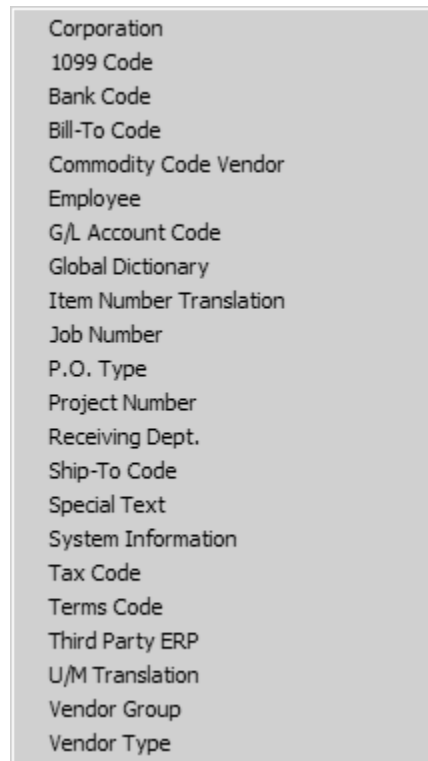 Corporation
1099 Code
Bank Code
Bill-To Code
Commodity Code Vendor
Employee
G/L Account Code
Global Dictionary
Item Number Translation
Job Number
P.O. Type
Project Number
Receiving Dept.
Ship-To Code
Special Text
System Information
Tax Code
Terms Code
Third Party ERP
U/M Translation
Vendor Group
Vendor Type